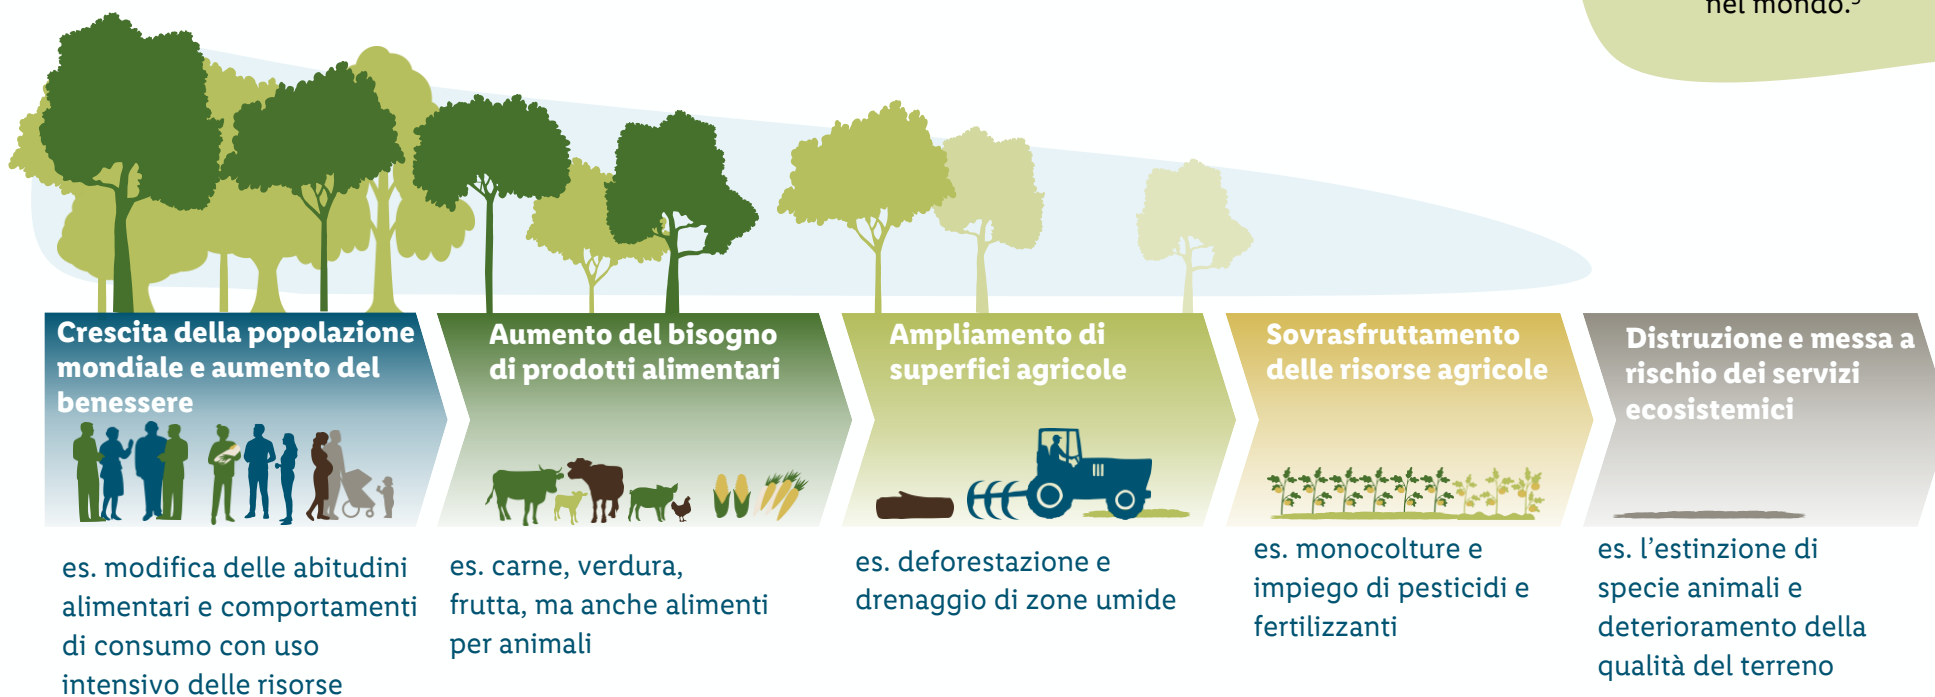 nel mondo.⁵
Crescita della popolazione
mondiale e aumento del
benessere
es. modifica delle abitudini
alimentari e comportamenti
di consumo con uso
intensivo delle risorse
Aumento del bisogno
di prodotti alimentari
es. carne, verdura,
frutta, ma anche alimenti
per animali
Ampliamento di
superfici agricole
es. deforestazione e
drenaggio di zone umide
Sovrasfruttamento
delle risorse agricole
es. monocolture e
impiego di pesticidi e
fertilizzanti
Distruzione e messa a
rischio dei servizi
ecosistemici
es. l’estinzione di
specie animali e
deterioramento della
qualità del terreno